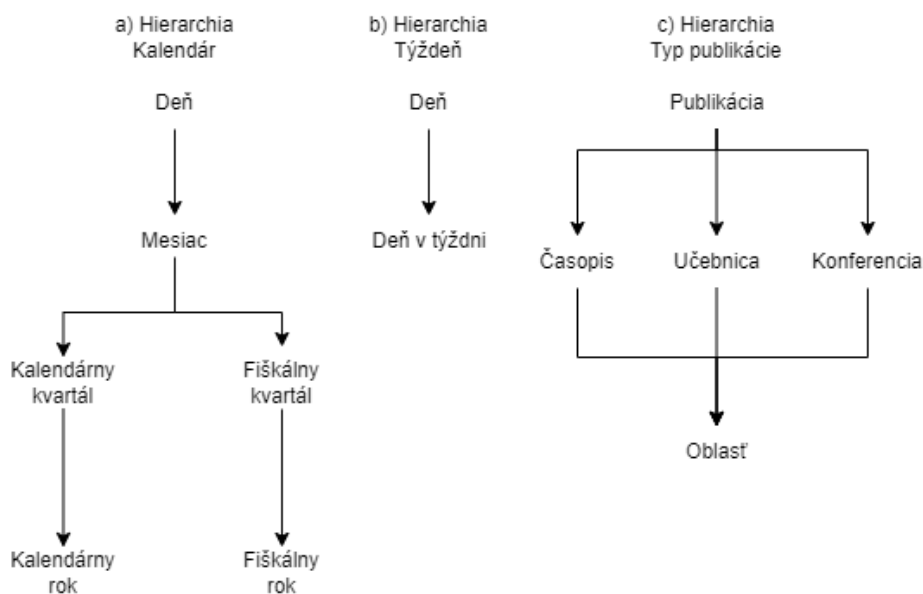 a) Hierarchia
Kalendár
Deň
Mesiac
Kalendárny
kvartál
Fiškálny
kvartál
Kalendárny
rok
Fiškálny
rok
b) Hierarchia
Týždeň
Deň
Deň v týždni
c) Hierarchia
Typ publikácie
Publikácia
Časopis
Učebnica
Konferencia
Oblasť